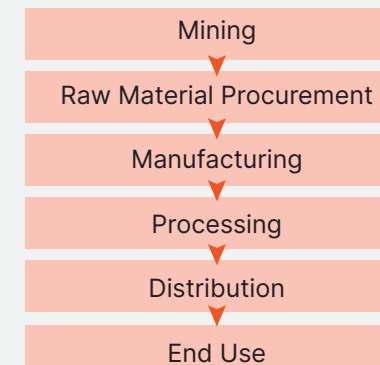 Mining
Raw Material Procurement
Manufacturing
Processing
Distribution
End Use